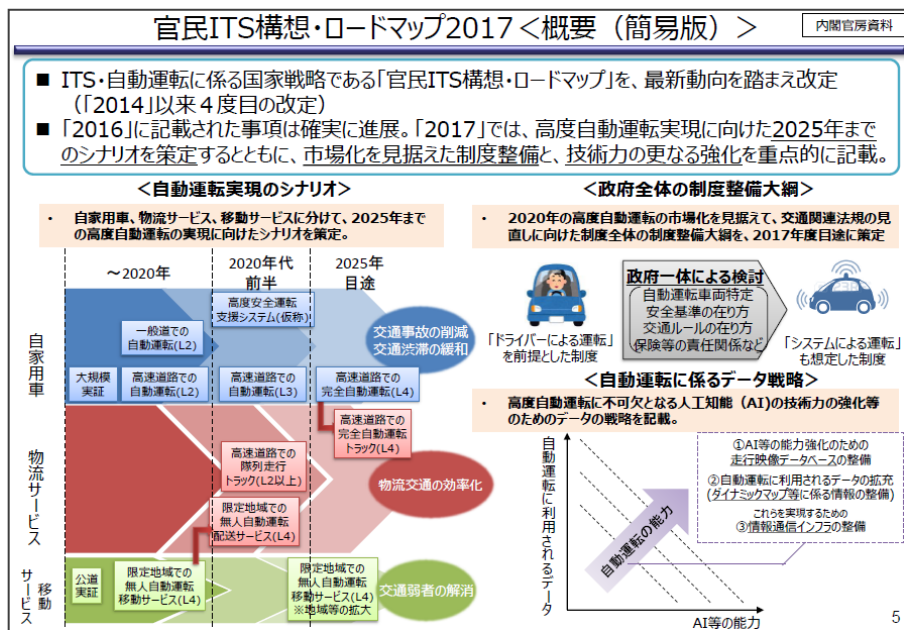 官民ITS構想・ロードマップ2017<概要（簡易版）>
内閣官房資料
■ ITS・自動運転に係る国家戦略である「官民ITS構想・ロードマップ」を、最新動向を踏まえ改定
（「2014」以来４度目の改定）
■ 「2016」に記載された事項は確実に進展。「2017」では、高度自動運転実現に向けた2025年まで
のシナリオを策定するとともに、市場化を見据えた制度整備と、技術力の更なる強化を重点的に記載。
<自動運転実現のシナリオ>
• 自家用車、物流サービス、移動サービスに分けて、2025年まで
の高度自動運転の実現に向けたシナリオを策定。
～2020年
2020年代
前半
2025年
目途
自家用車
高度安全運転
支援システム(仮称)
一般道での
自動運転(L2)
交通事故の削減
交通渋滞の緩和
大規模
実証
高速道路での
自動運転(L2)
高速道路での
自動運転(L3)
高速道路での
完全自動運転(L4)
物流サービス
高速道路での
完全自動運転
トラック(L4)
高速道路での
隊列走行
トラック(L2以上)
物流交通の効率化
限定地域での
無人自動運転
配送サービス(L4)
移動
サービス
公道
実証
限定地域での
無人自動運転
移動サービス(L4)
限定地域での
無人自動運転
移動サービス(L4)
※地域等の拡大
交通弱者の解消
<政府全体の制度整備大綱>
• 2020年の高度自動運転の市場化を見据えて、交通関連法規の見
直しに向けた制度全体の制度整備大綱を、2017年度目途に策定
「ドライバーによる運転」
を前提とした制度
政府一体による検討
自動運転車両特定
安全基準の在り方
交通ルールの在り方
保険等の責任関係など
「システムによる運転」
も想定した制度
<自動運転に係るデータ戦略>
• 高度自動運転に不可欠となる人工知能（AI)の技術力の強化等
のためのデータの戦略を記載。
自動運転に利用されるデータ
自動運転の能力
①AI等の能力強化のための
走行映像データベースの整備
②自動運転に利用されるデータの拡充
(ダイナミックマップ等に係る情報の整備)
これらを実現するための
③情報通信インフラの整備
AI等の能力
5